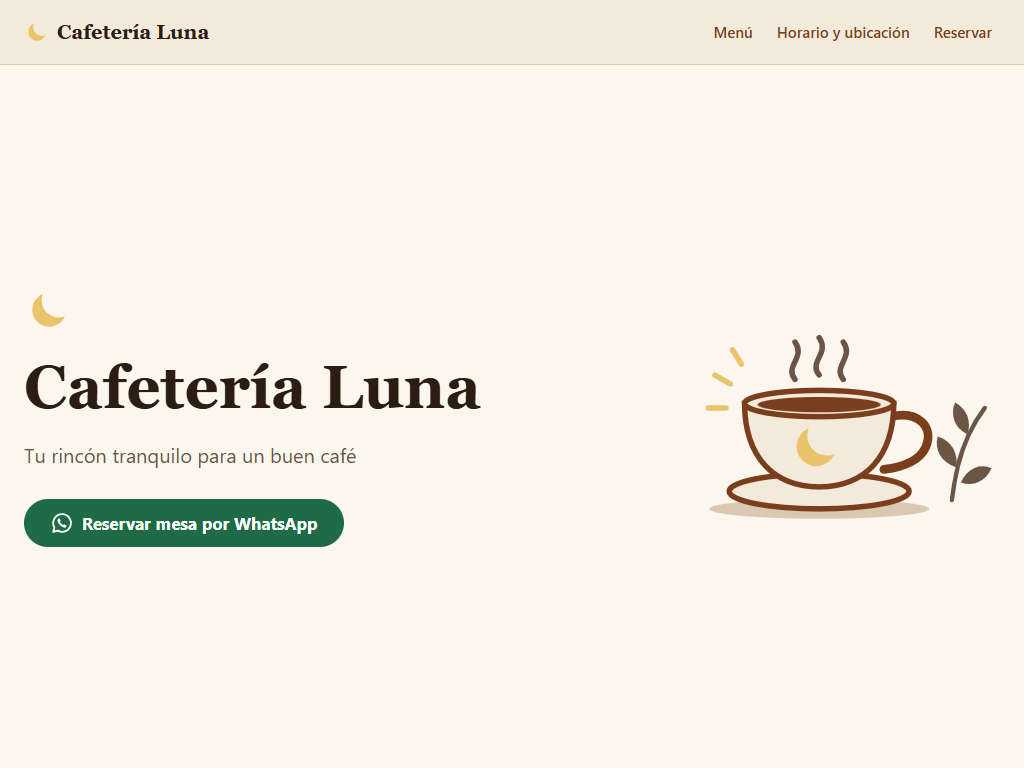 Cafetería Luna
Menú
Horario y ubicación
Reservar
Cafetería Luna
Tu rincón tranquilo para un buen café
Reservar mesa por WhatsApp